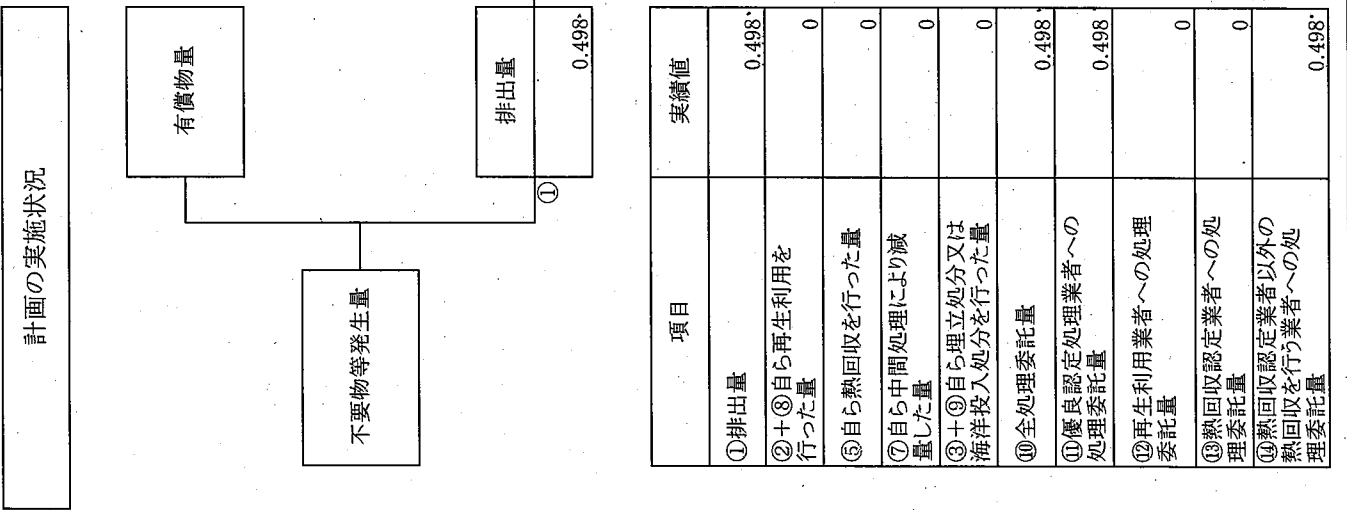 計画の実施状況
有償物量
不要物等発生量
排出量
①
0.498
項目
実績値
①排出量
0.498
②+⑧自ら再生利用を
行った量
0
⑤自ら熱回収を行った量
0
⑦自ら中間処理により減
量した量
0
③+⑨自ら埋立処分又は
海洋投入処分を行った量
0
⑩全処理委託量
0.498
⑪優良認定処理業者への
処理委託量
0.498
⑫再生利用業者への処理
委託量
0
⑬熱回収認定業者への処
理委託量
0
⑭熱回収認定業者以外の
熱回収を行う業者への処
理委託量
0.498